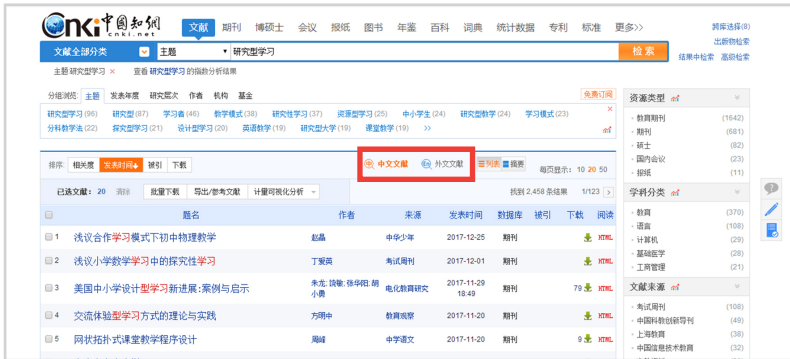 cnki中国知网
cnki.net
文献 期刊 博硕士 会议 报纸 图书 年鉴 百科 词典 统计数据 专利 标准 更多>>
跨库选择(8)
出版物检索
文献全部分类 主题 研究型学习 检索 结果中检索 高级检索
主题:研究型学习 × 查看 研究型学习 的指数分析结果
分组浏览: 主题 发表年度 研究层次 作者 机构 基金 免费订阅
研究型学习(96) 研究型(87) 学习者(46) 教学模式(38) 研究性学习(37) 资源型学习(25) 中小学生(24) 研究型教学(24) 学习模式(23) ×
分科教学法(22) 探究型学习(21) 设计型学习(20) 英语教学(19) 研究型大学(19) 课堂教学(19) >>
排序: 相关度 发表时间 被引 下载 中文文献 外文文献 列表 摘要 每页显示: 10 20 50
已选文献: 20 清除 批量下载 导出/参考文献 计量可视化分析 找到 2,458 条结果 1/123 >
题名 作者 来源 发表时间 数据库 被引 下载 阅读
1 浅议合作学习模式下初中物理教学 赵晶 中华少年 2017-12-25 期刊 HTML
2 浅议小学数学学习中的探究性学习 丁爱英 考试周刊 2017-12-01 期刊 HTML
3 美国中小学设计型学习新进展:案例与启示 朱龙; 饶敏; 张华阳; 胡小勇 电化教育研究 2017-11-29 18:49 期刊 79 HTML
4 交流体验型学习方式的理论与实践 方明中 教育观察 2017-11-20 期刊 HTML
5 网状拓扑式课堂教学程序设计 周峰 中学语文 2017-11-20 期刊 9 HTML
资源类型
教育期刊 (1642)
期刊 (681)
硕士 (82)
国内会议 (23)
报纸 (11)
学科分类
教育 (370)
语言 (108)
计算机 (29)
基础医学 (28)
工商管理 (21)
文献来源
考试周刊 (108)
中国科教创新导刊 (49)
上海教育 (38)
中国信息技术教育 (32)